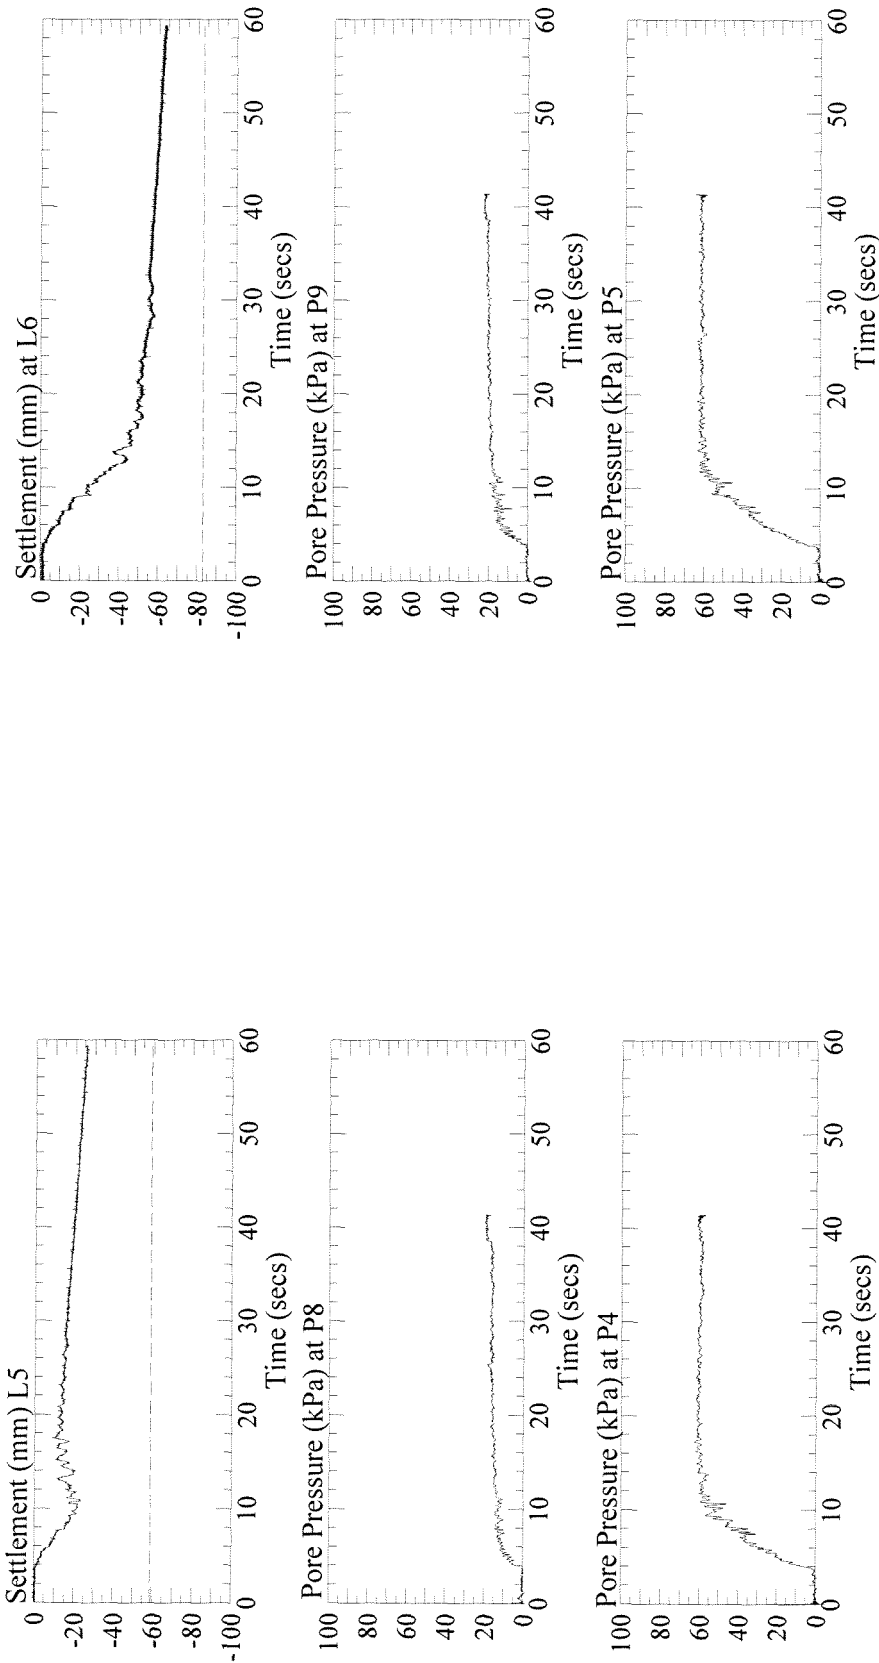 Settlement (mm) L5
0
-20
-40
-60
-80
-100
0 10 20 30 40 50 60
Time (secs)
Pore Pressure (kPa) at P8
100
80
60
40
20
0
0 10 20 30 40 50 60
Time (secs)
Pore Pressure (kPa) at P4
100
80
60
40
20
0
0 10 20 30 40 50 60
Time (secs)
Settlement (mm) at L6
0
-20
-40
-60
-80
-100
0 10 20 30 40 50 60
Time (secs)
Pore Pressure (kPa) at P9
100
80
60
40
20
0
0 10 20 30 40 50 60
Time (secs)
Pore Pressure (kPa) at P5
100
80
60
40
20
0
0 10 20 30 40 50 60
Time (secs)